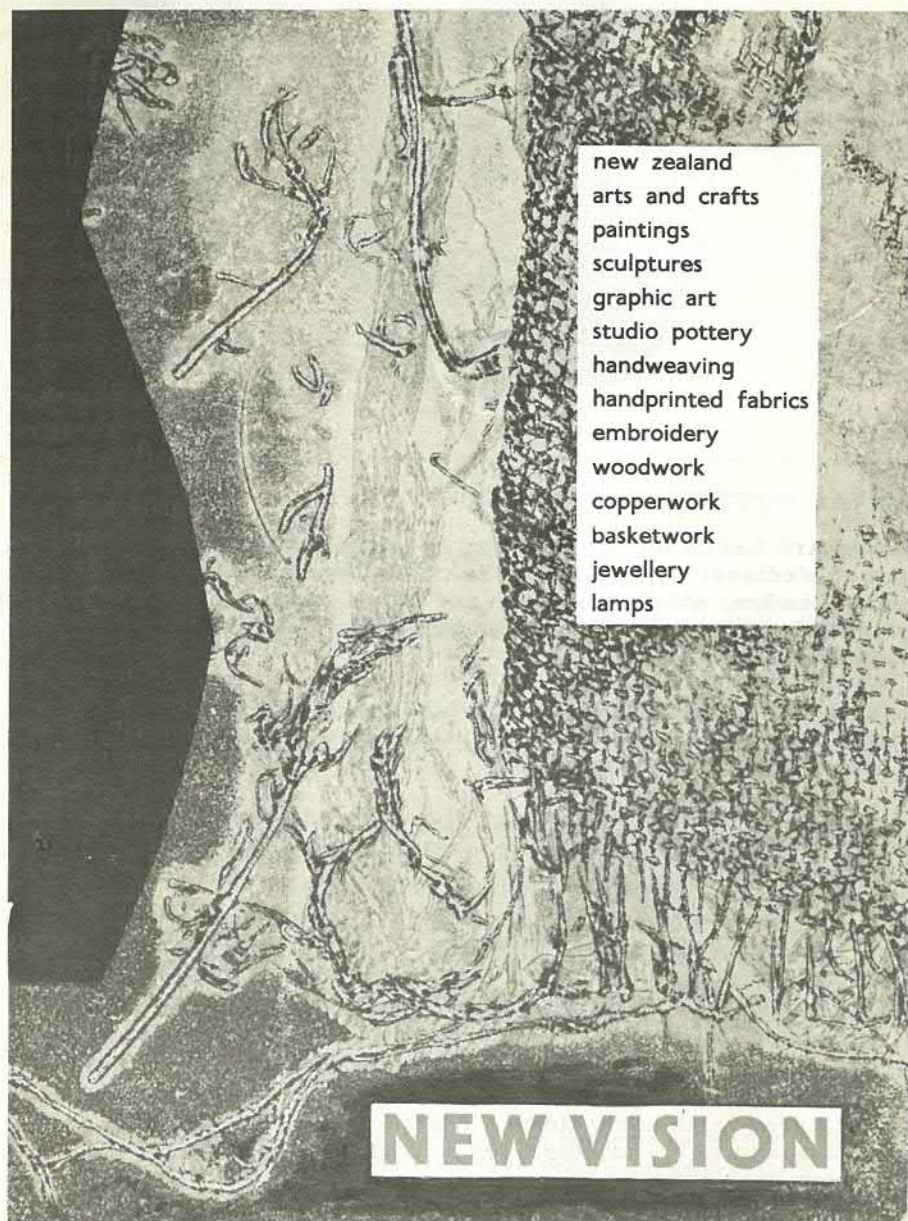 new zealand
arts and crafts
paintings
sculptures
graphic art
studio pottery
handweaving
handprinted fabrics
embroidery
woodwork
copperwork
basketwork
jewellery
lamps
NEW VISION